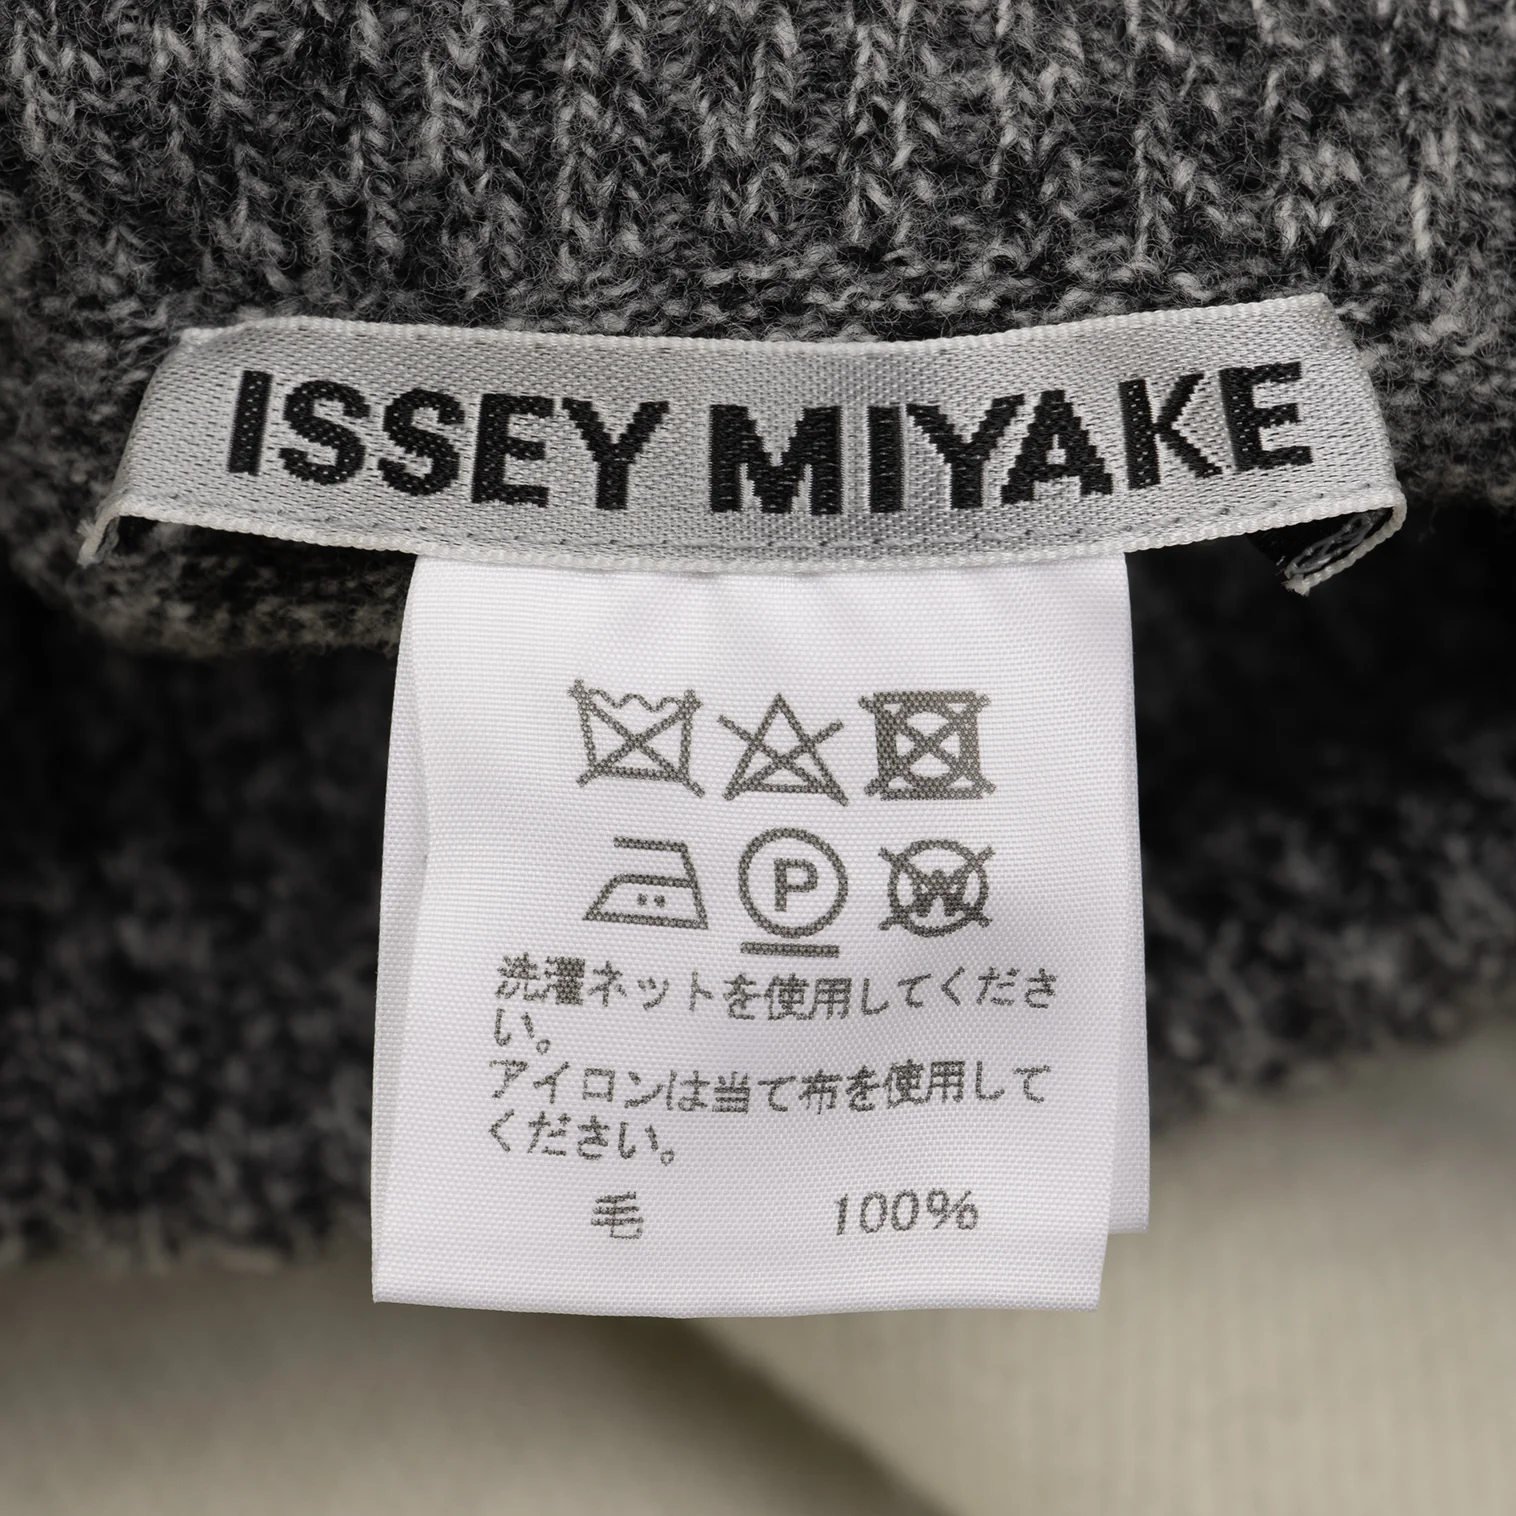 ISSEY MIYAKE
P W
洗濯ネットを使用してくださ
い。
アイロンは当て布を使用して
ください。
毛 100%